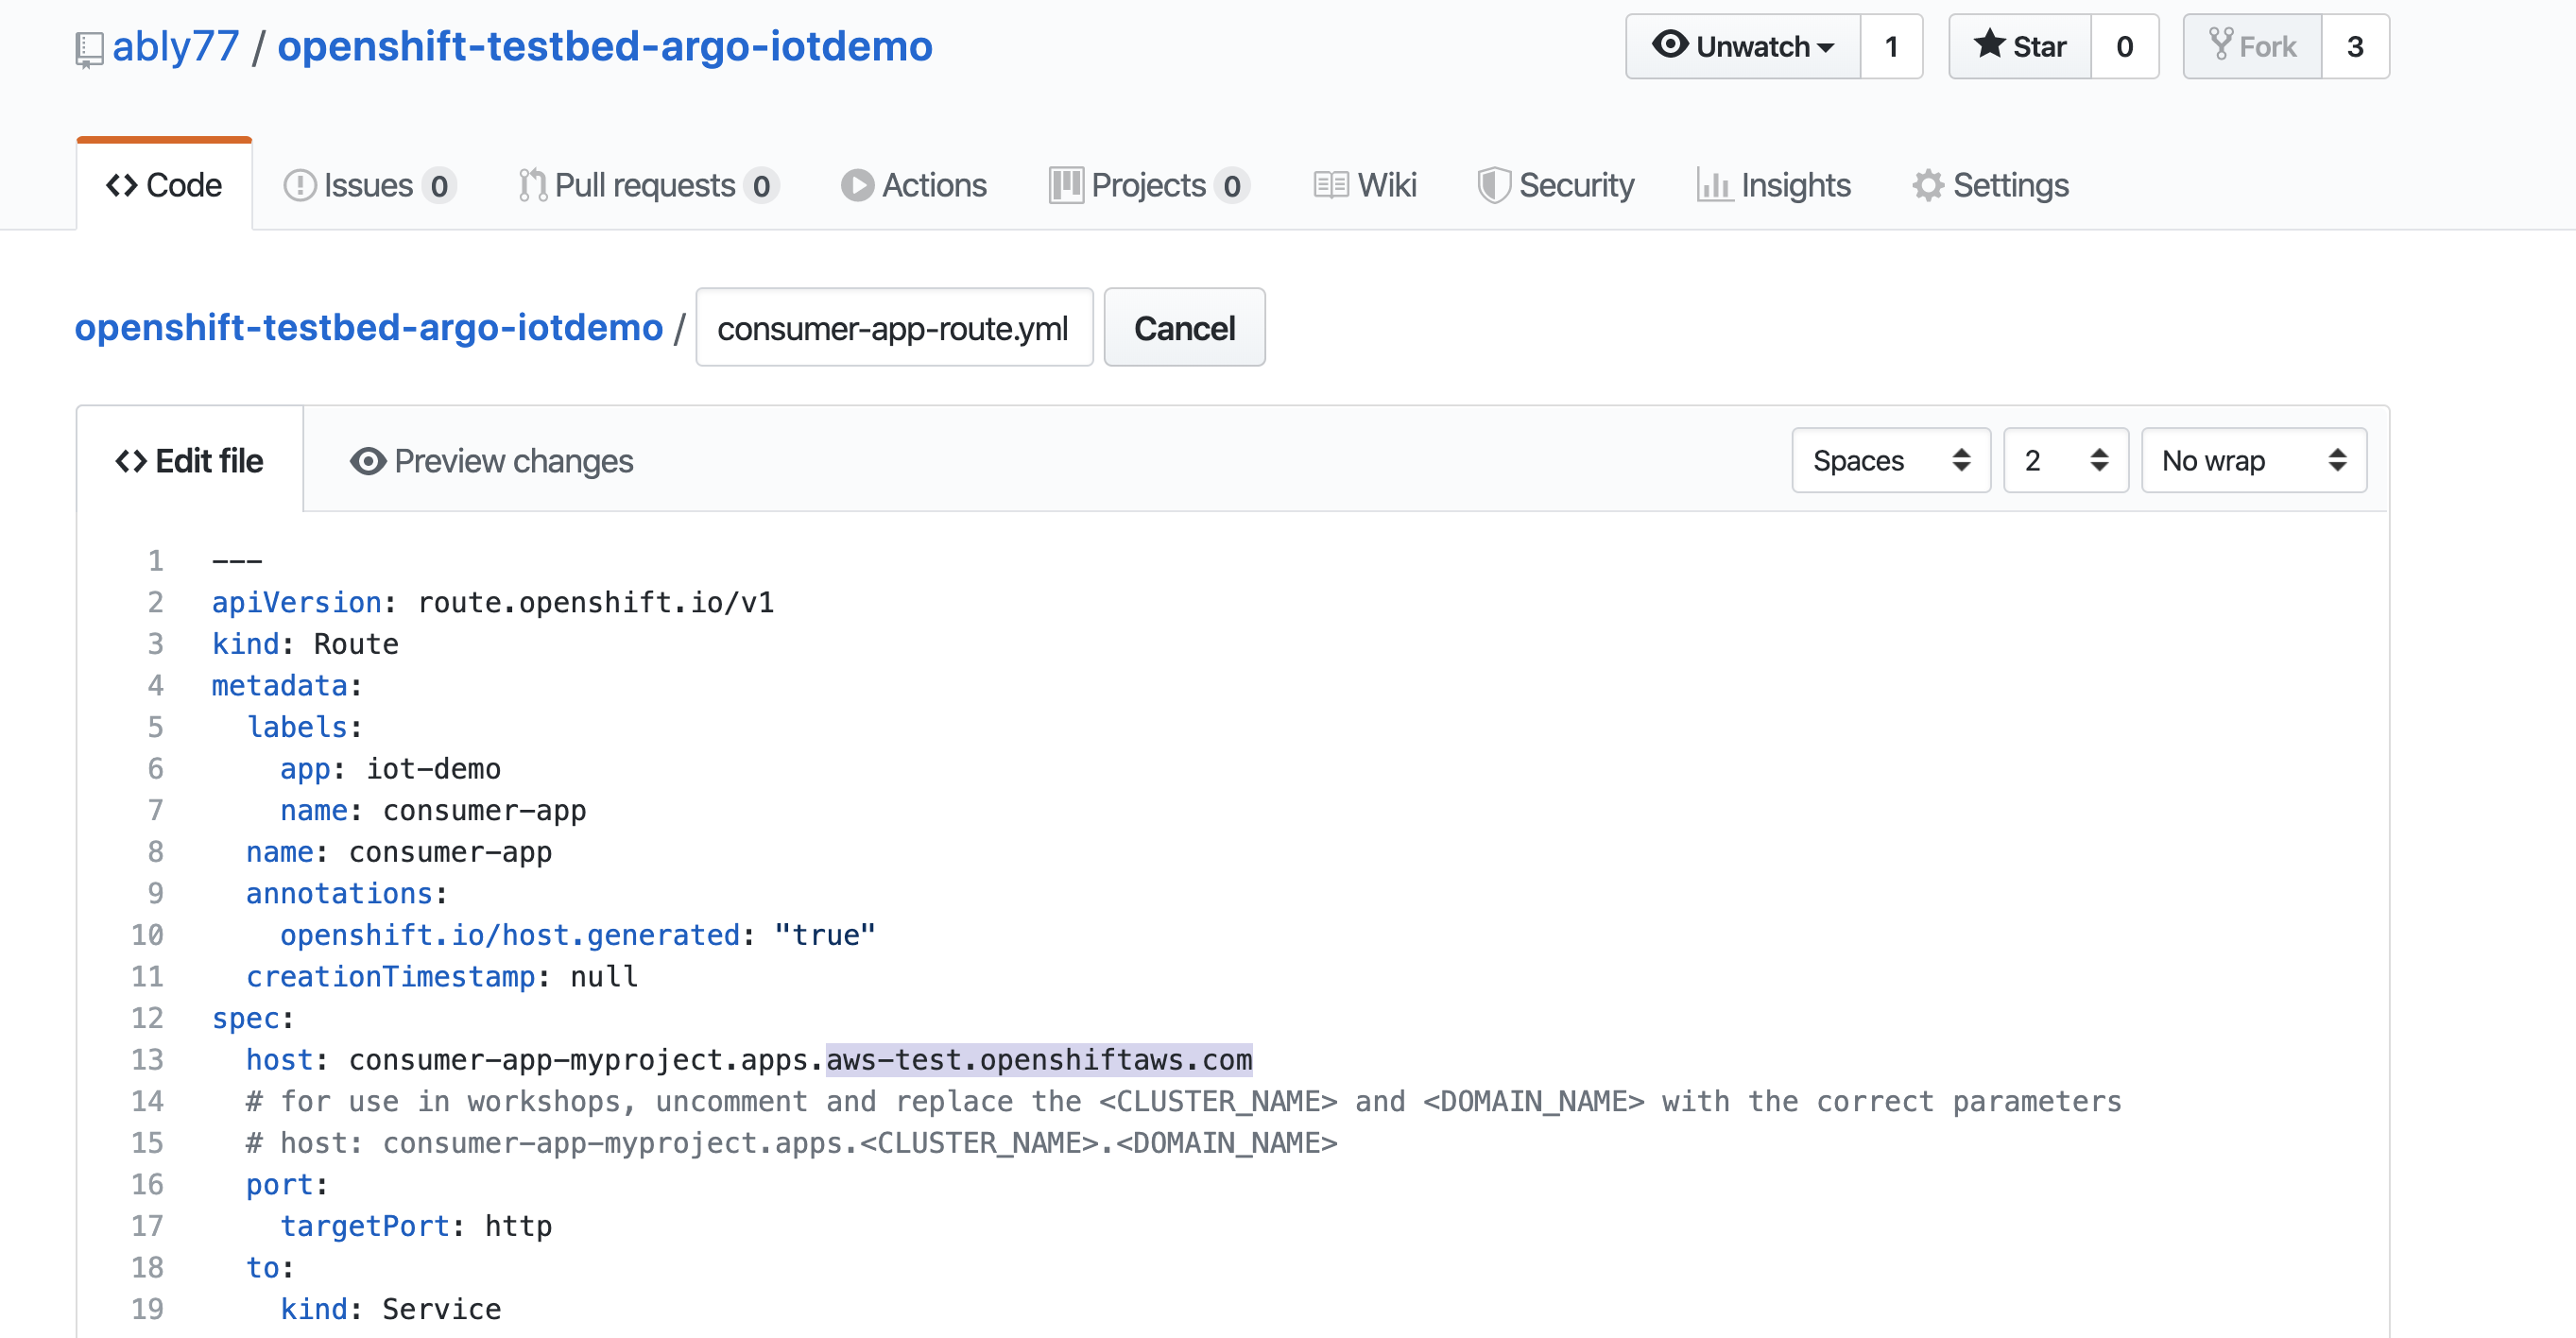 ably77 / openshift-testbed-argo-iotdemo
Unwatch 1 Star 0 Fork 3
Code Issues 0 Pull requests 0 Actions Projects 0 Wiki Security Insights Settings
openshift-testbed-argo-iotdemo / consumer-app-route.yml Cancel
Edit file Preview changes Spaces 2 No wrap
1 ---
2 apiVersion: route.openshift.io/v1
3 kind: Route
4 metadata:
5   labels:
6     app: iot-demo
7     name: consumer-app
8   name: consumer-app
9   annotations:
10     openshift.io/host.generated: "true"
11   creationTimestamp: null
12 spec:
13   host: consumer-app-myproject.apps.aws-test.openshiftaws.com
14   # for use in workshops, uncomment and replace the <CLUSTER_NAME> and <DOMAIN_NAME> with the correct parameters
15   # host: consumer-app-myproject.apps.<CLUSTER_NAME>.<DOMAIN_NAME>
16   port:
17     targetPort: http
18   to:
19     kind: Service